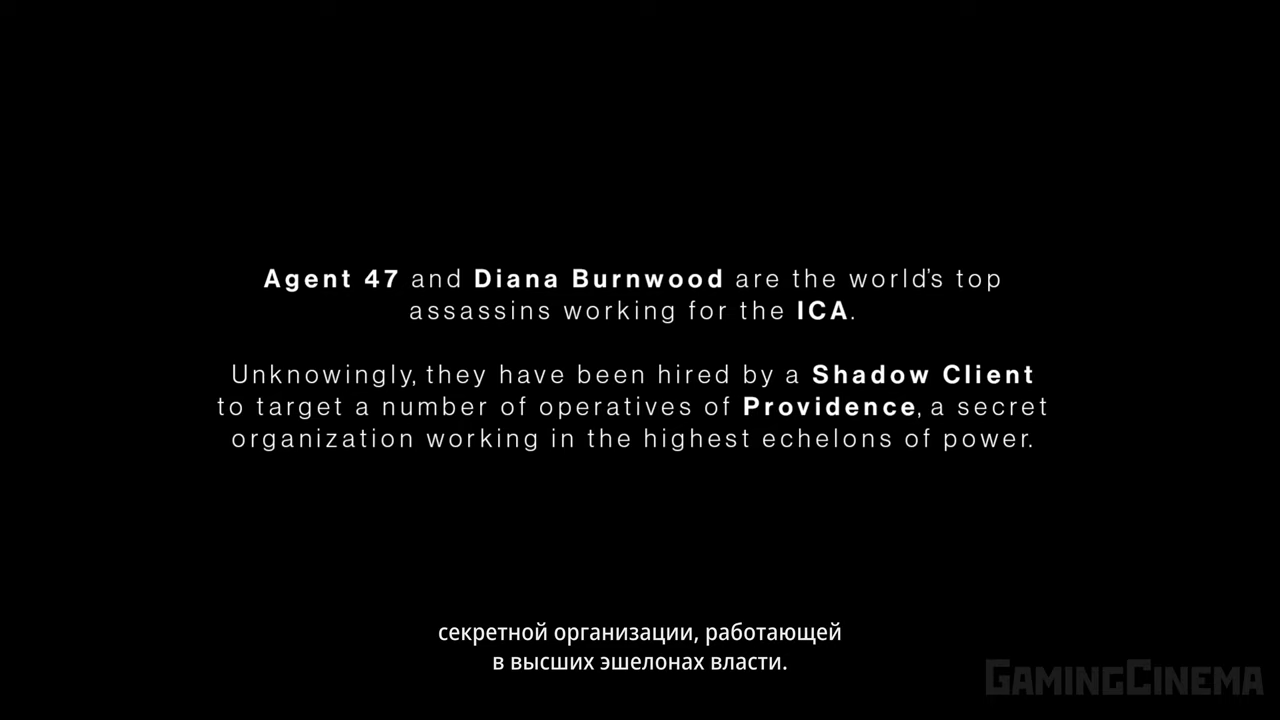 Agent 47 and Diana Burnwood are the world's top
assassins working for the ICA.
Unknowingly, they have been hired by a Shadow Client
to target a number of operatives of Providence, a secret
organization working in the highest echelons of power.
секретной организации, работающей
в высших эшелонах власти.
GAMINGCINEMA